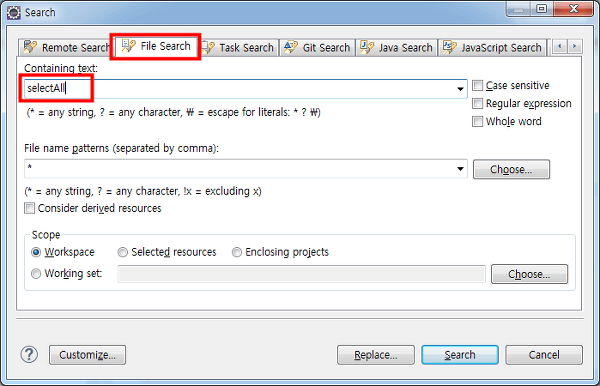 Search
Remote Search File Search Task Search Git Search Java Search JavaScript Search
Containing text:
selectAll
Case sensitive
(* = any string, ? = any character, ₩ = escape for literals: * ? ₩)
Regular expression
Whole word
File name patterns (separated by comma):
*
Choose...
(* = any string, ? = any character, !x = excluding x)
Consider derived resources
Scope
Workspace Selected resources Enclosing projects
Working set: Choose...
? Customize... Replace... Search Cancel